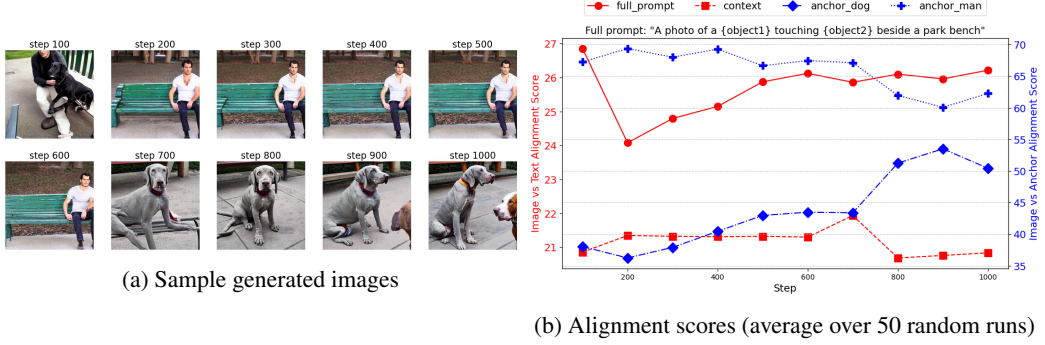 step 100 step 200 step 300 step 400 step 500
step 600 step 700 step 800 step 900 step 1000
(a) Sample generated images
full_prompt context anchor_dog anchor_man
Full prompt: "A photo of a {object1} touching {object2} beside a park bench"
Image vs Text Alignment Score
27
26
25
24
23
22
21
70
65
60
55
50
45
40
35
Image vs Anchor Alignment Score
200 400 600 800 1000
Step
(b) Alignment scores (average over 50 random runs)